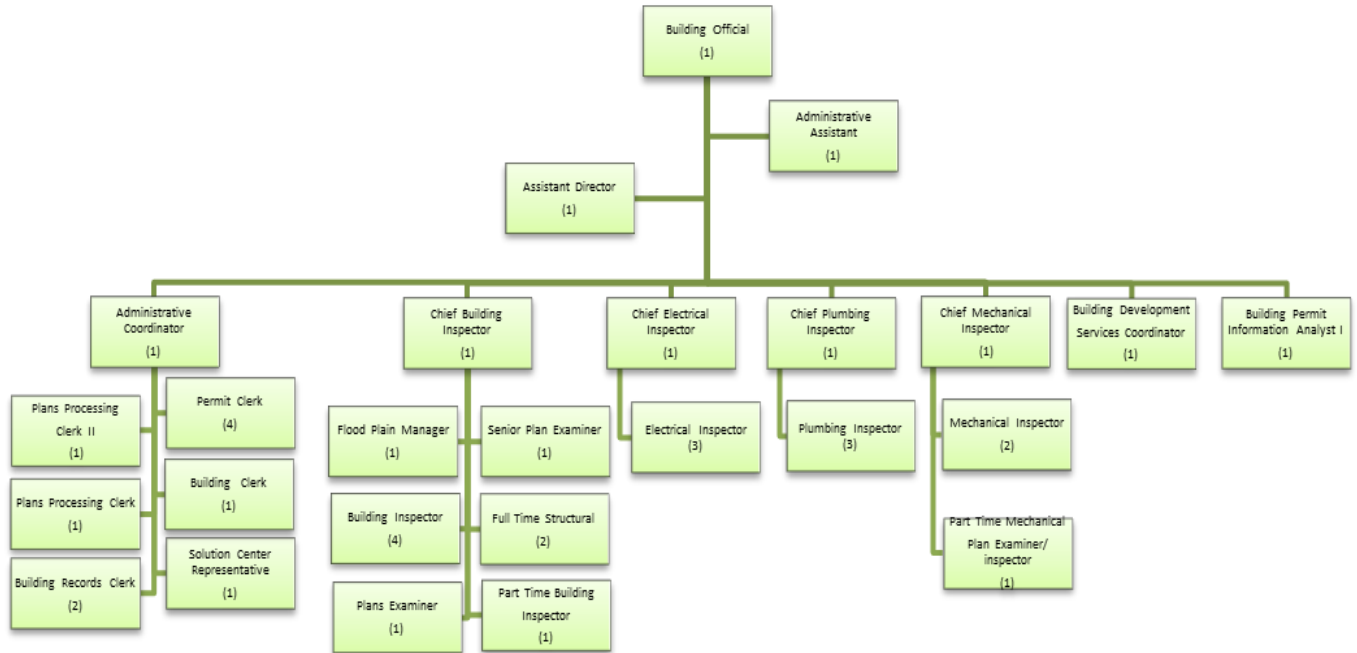 Building Official
(1)
Administrative
Assistant
(1)
Assistant Director
(1)
Administrative
Coordinator
(1)
Plans Processing
Clerk II
(1)
Permit Clerk
(4)
Plans Processing Clerk
(1)
Building Clerk
(1)
Building Records Clerk
(2)
Solution Center
Representative
(1)
Chief Building
Inspector
(1)
Flood Plain Manager
(1)
Senior Plan Examiner
(1)
Building Inspector
(4)
Full Time Structural
(2)
Plans Examiner
(1)
Part Time Building
Inspector
(1)
Chief Electrical
Inspector
(1)
Electrical Inspector
(3)
Chief Plumbing
Inspector
(1)
Plumbing Inspector
(3)
Chief Mechanical
Inspector
(1)
Mechanical Inspector
(2)
Part Time Mechanical
Plan Examiner/
inspector
(1)
Building Development
Services Coordinator
(1)
Building Permit
Information Analyst I
(1)